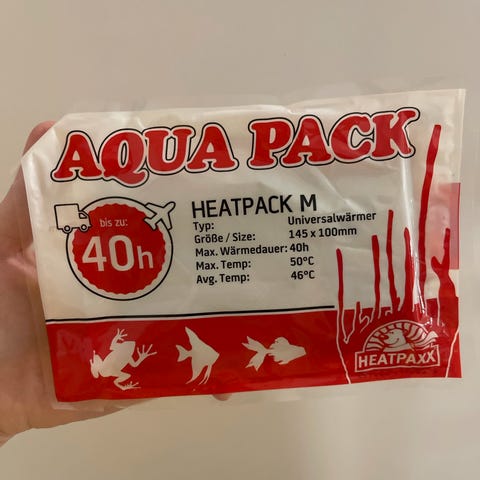 AQUA PACK
bis zu:
40h
HEATPACK M
Typ: Universalwärmer
Größe / Size: 145 x 100mm
Max. Wärmedauer: 40h
Max. Temp: 50°C
Avg. Temp: 46°C
HEATPAXX